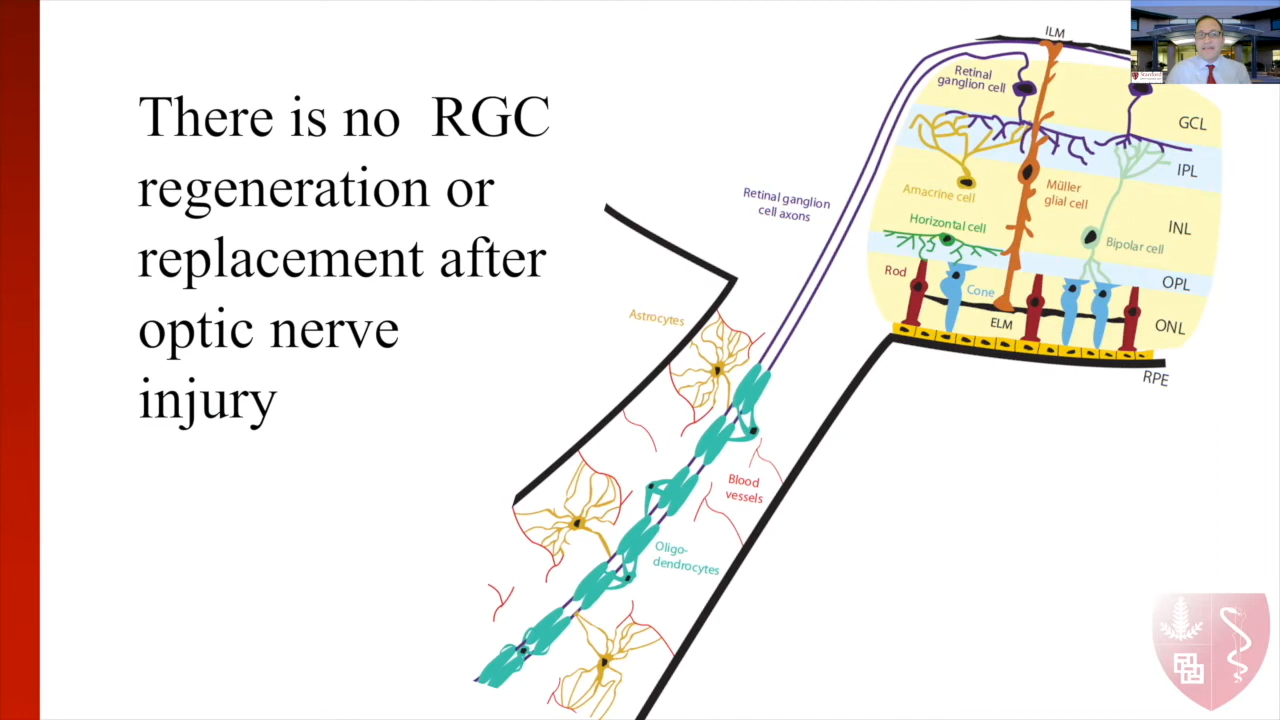 There is no RGC
regeneration or
replacement after
optic nerve
injury
ILM
Retinal
ganglion cell
GCL
IPL
Amacrine cell
Müller
glial cell
Retinal ganglion
cell axons
INL
Horizontal cell
Bipolar cell
Rod
Cone
OPL
ELM
ONL
RPE
Astrocytes
Blood
vessels
Oligo-
dendrocytes
Stanford